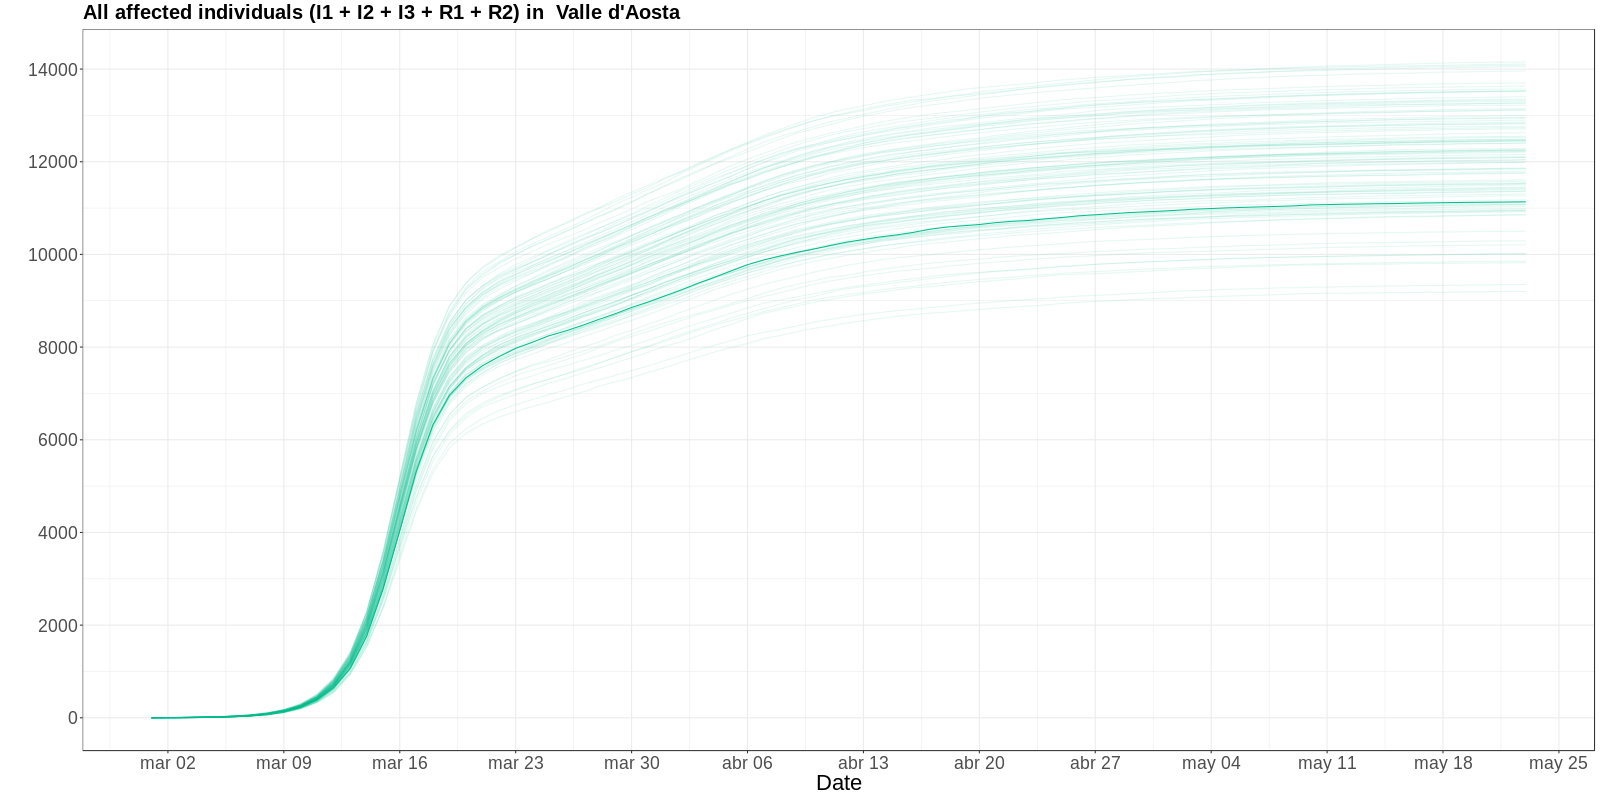 All affected individuals (I1 + I2 + I3 + R1 + R2) in  Valle d'Aosta
14000
12000
10000
8000
6000
4000
2000
0
mar 02 mar 09 mar 16 mar 23 mar 30 abr 06 abr 13 abr 20 abr 27 may 04 may 11 may 18 may 25
Date